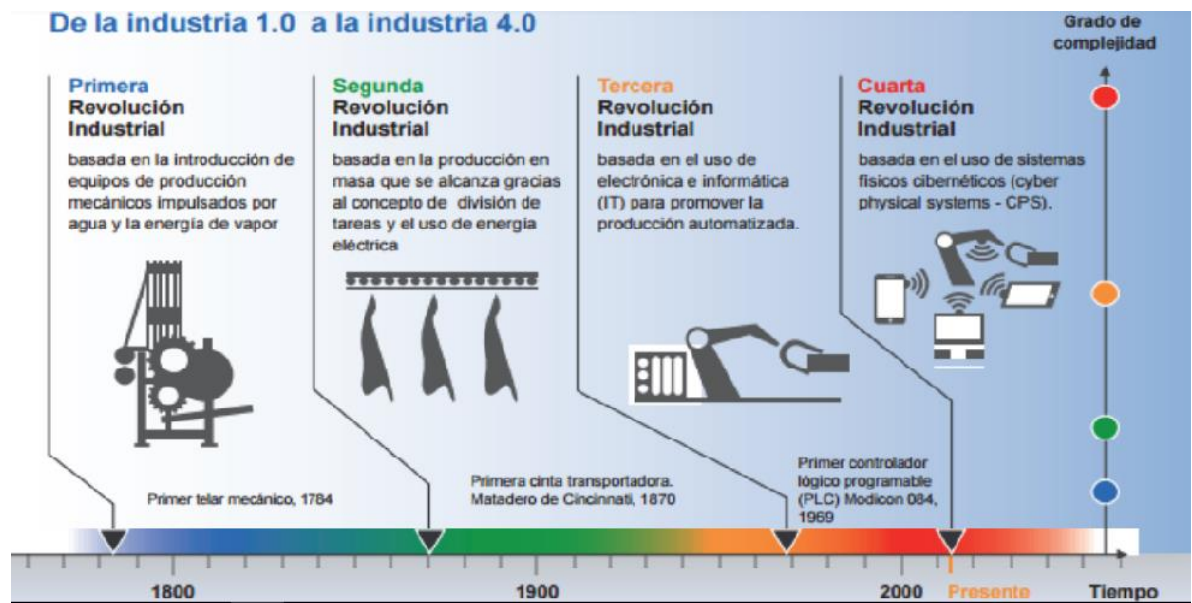 De la industria 1.0 a la industria 4.0
Grado de
complejidad
Primera
Revolución
Industrial
basada en la introducción de
equipos de producción
mecánicos impulsados por
agua y la energía de vapor
Segunda
Revolución
Industrial
basada en la producción en
masa que se alcanza gracias
al concepto de división de
tareas y el uso de energía
eléctrica
Tercera
Revolución
Industrial
basada en el uso de
electrónica e informática
(IT) para promover la
producción automatizada.
Cuarta
Revolución
Industrial
basada en el uso de sistemas
físicos cibernéticos (cyber
physical systems - CPS).
Primer telar mecánico, 1784
Primera cinta transportadora.
Matadero de Cincinnati, 1870
Primer controlador
lógico programable
(PLC) Modicon 084,
1969
1800
1900
2000
Presente
Tiempo